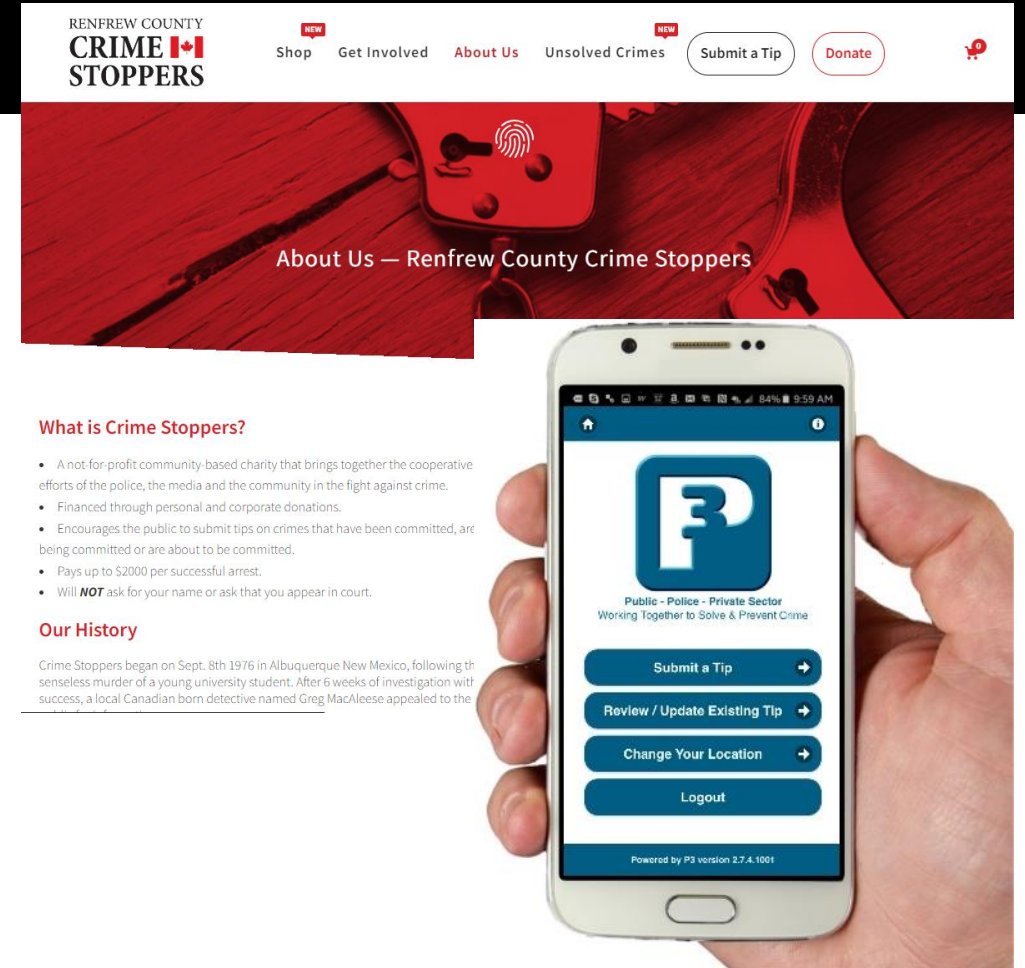 RENFREW COUNTY
CRIME
STOPPERS
NEW
NEW
Shop
Get Involved
About Us
Unsolved Crimes
Submit a Tip
Donate
0
About Us — Renfrew County Crime Stoppers
What is Crime Stoppers?
• A not-for-profit community-based charity that brings together the cooperative
efforts of the police, the media and the community in the fight against crime.
• Financed through personal and corporate donations.
• Encourages the public to submit tips on crimes that have been committed, are
being committed or are about to be committed.
• Pays up to $2000 per successful arrest.
• Will NOT ask for your name or ask that you appear in court.
Our History
Crime Stoppers began on Sept. 8th 1976 in Albuquerque New Mexico, following th
senseless murder of a young university student. After 6 weeks of investigation with
success, a local Canadian born detective named Greg MacAleese appealed to the
84% 9:59 AM
P3
Public - Police - Private Sector
Working Together to Solve & Prevent Crime
Submit a Tip
Review / Update Existing Tip
Change Your Location
Logout
Powered by P3 version 2.7.4.1001